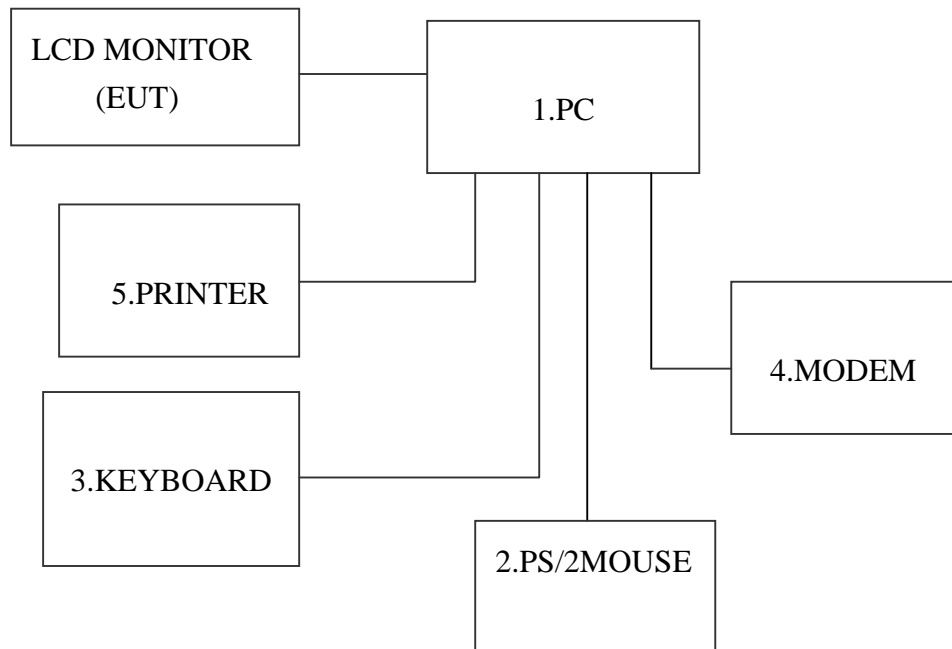 LCD MONITOR
(EUT)
1.PC
5.PRINTER
4.MODEM
3.KEYBOARD
2.PS/2MOUSE